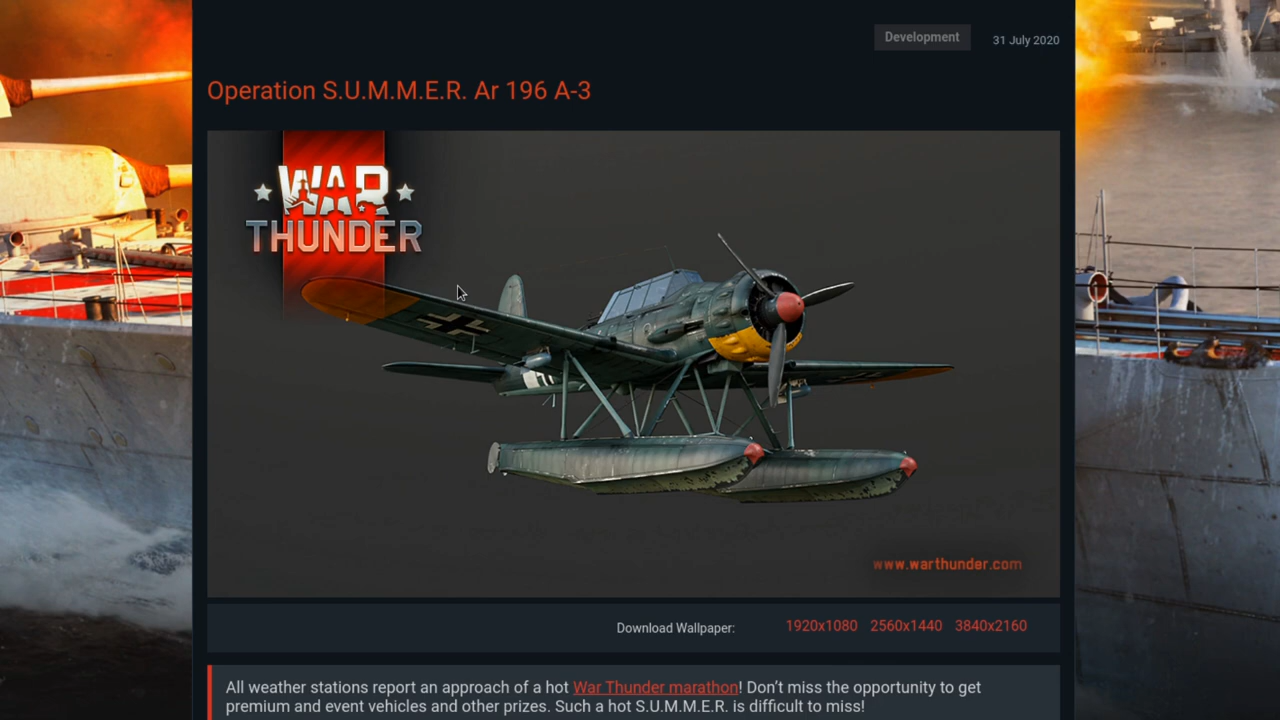 Development
31 July 2020
Operation S.U.M.M.E.R. Ar 196 A-3
WAR
THUNDER
www.warthunder.com
Download Wallpaper: 1920x1080 2560x1440 3840x2160
All weather stations report an approach of a hot War Thunder marathon! Don’t miss the opportunity to get
premium and event vehicles and other prizes. Such a hot S.U.M.M.E.R. is difficult to miss!